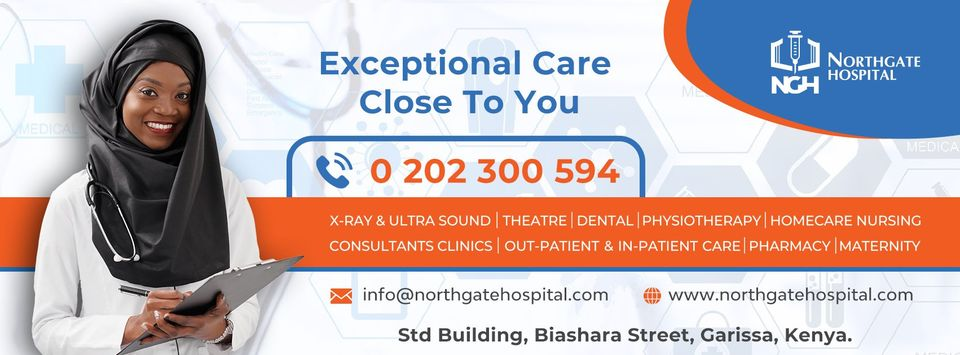 Exceptional Care
Close To You
0 202 300 594
NGH
NORTHGATE
HOSPITAL
X-RAY & ULTRA SOUND | THEATRE | DENTAL | PHYSIOTHERAPY | HOMECARE NURSING
CONSULTANTS CLINICS | OUT-PATIENT & IN-PATIENT CARE | PHARMACY | MATERNITY
info@northgatehospital.com
www.northgatehospital.com
Std Building, Biashara Street, Garissa, Kenya.
MEDICAL
MEDICA